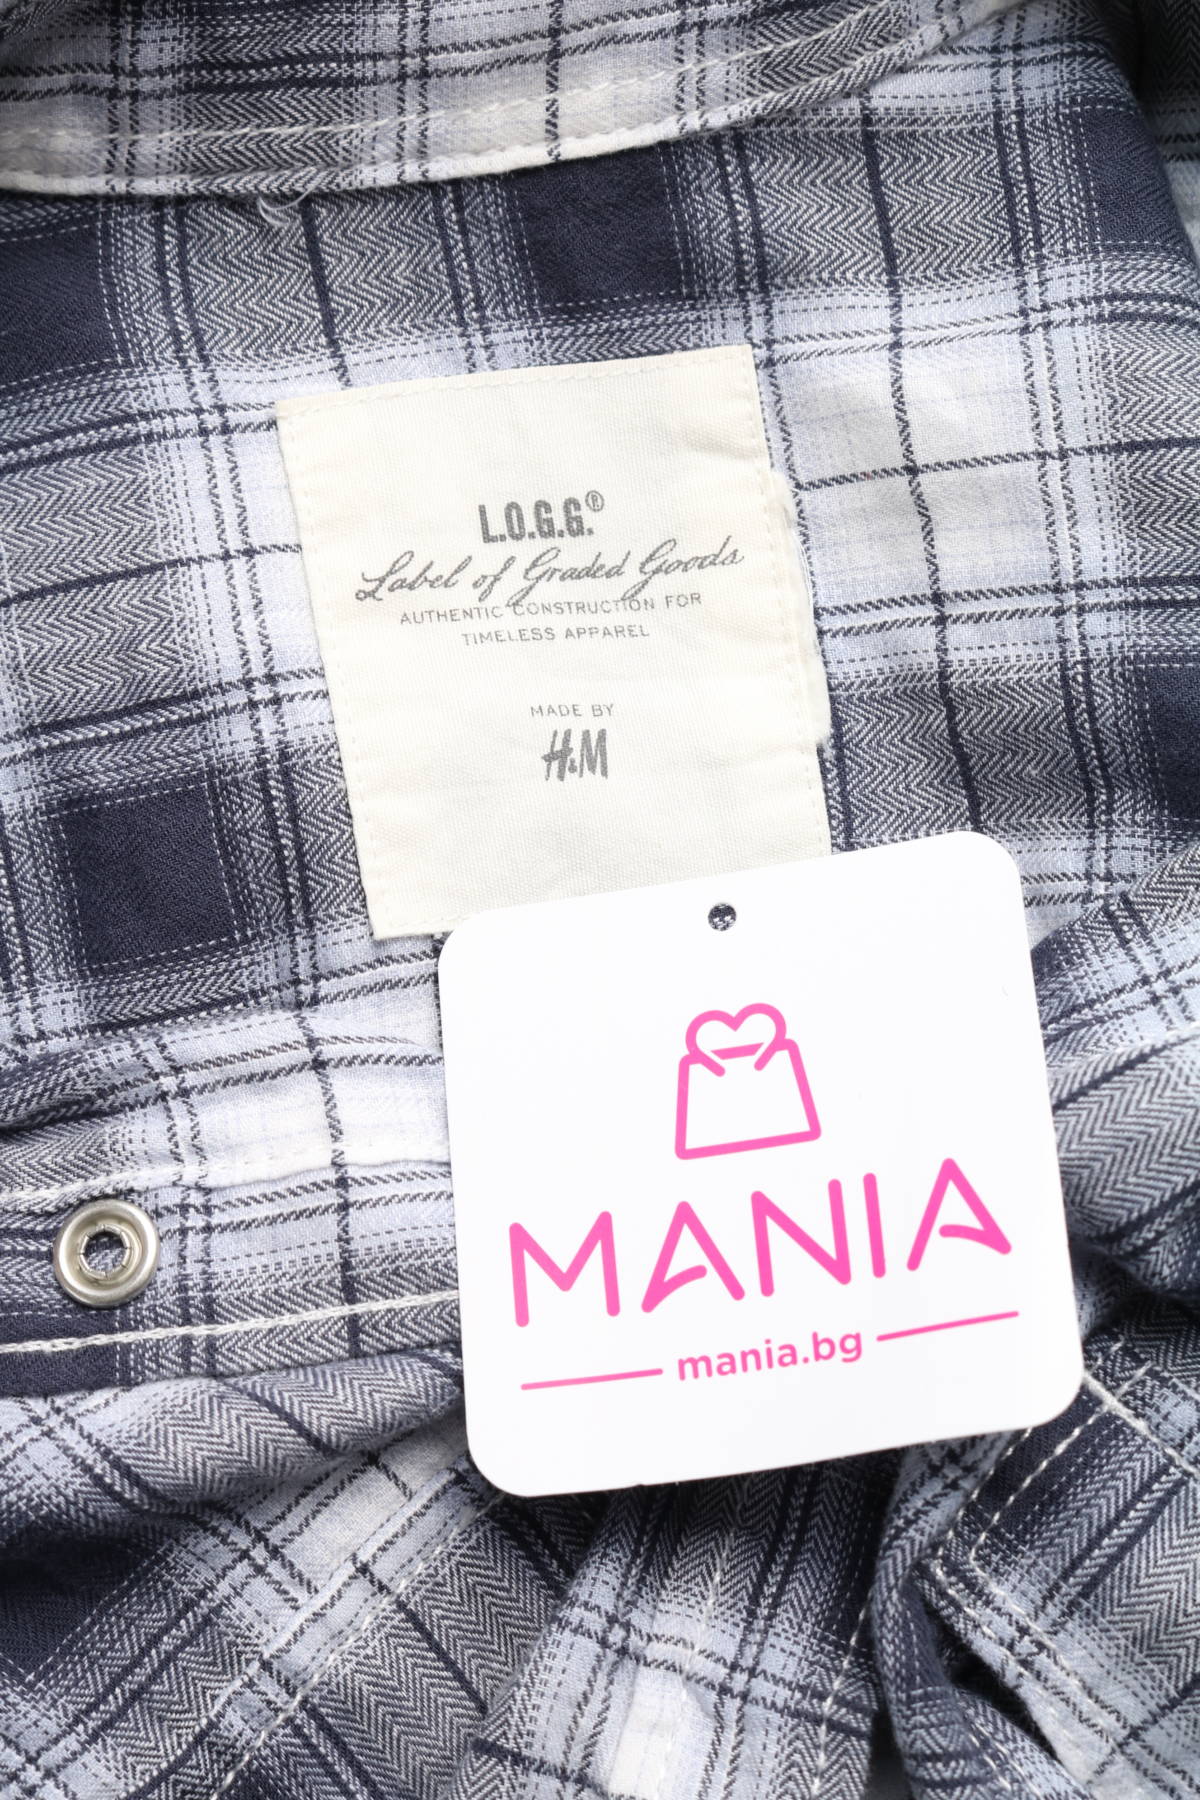 L.O.G.G.®
Label of Graded Goods
AUTHENTIC CONSTRUCTION FOR
TIMELESS APPAREL
MADE BY
H&M
MANIA
mania.bg